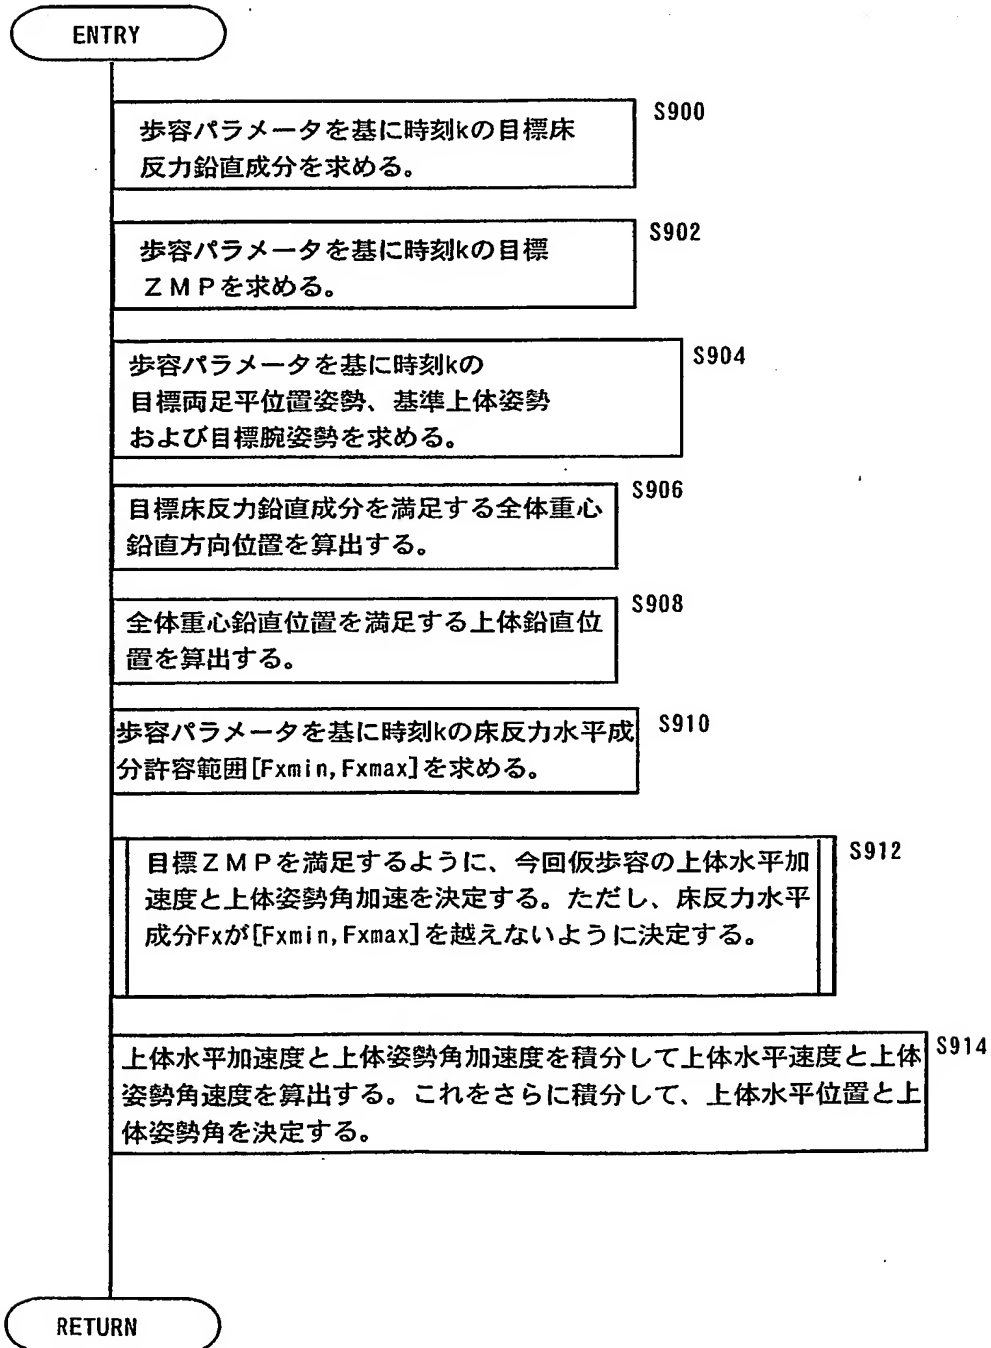 ENTRY
S900
歩容パラメータを基に時刻kの目標床
反力鉛直成分を求める。
S902
歩容パラメータを基に時刻kの目標
ZMPを求める。
S904
歩容パラメータを基に時刻kの
目標両足平位置姿勢、基準上体姿勢
および目標腕姿勢を求める。
S906
目標床反力鉛直成分を満足する全体重心
鉛直方向位置を算出する。
S908
全体重心鉛直位置を満足する上体鉛直位
置を算出する。
S910
歩容パラメータを基に時刻kの床反力水平成
分許容範囲[Fxmin,Fxmax]を求める。
S912
目標ZMPを満足するように、今回仮歩容の上体水平加
速度と上体姿勢角加速を決定する。ただし、床反力水平
成分Fxが[Fxmin,Fxmax]を越えないように決定する。
S914
上体水平加速度と上体姿勢角加速度を積分して上体水平速度と上体
姿勢角速度を算出する。これをさらに積分して、上体水平位置と上
体姿勢角を決定する。
RETURN